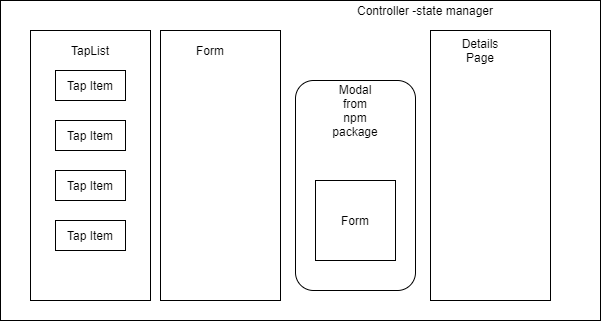 Controller -state manager
TapList
Tap Item
Tap Item
Tap Item
Tap Item
Form
Modal
from
npm
package
Form
Details
Page